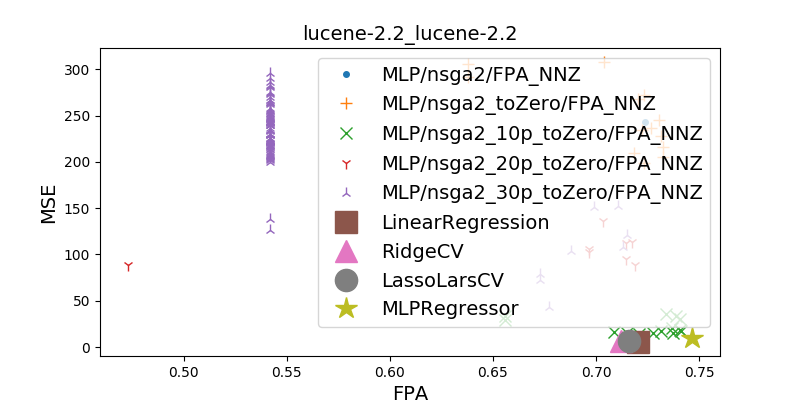 lucene-2.2_lucene-2.2
MLP/nsga2/FPA_NNZ
MLP/nsga2_toZero/FPA_NNZ
MLP/nsga2_10p_toZero/FPA_NNZ
MLP/nsga2_20p_toZero/FPA_NNZ
MLP/nsga2_30p_toZero/FPA_NNZ
LinearRegression
RidgeCV
LassoLarsCV
MLPRegressor
MSE
300
250
200
150
100
50
0
0.50 0.55 0.60 0.65 0.70 0.75
FPA